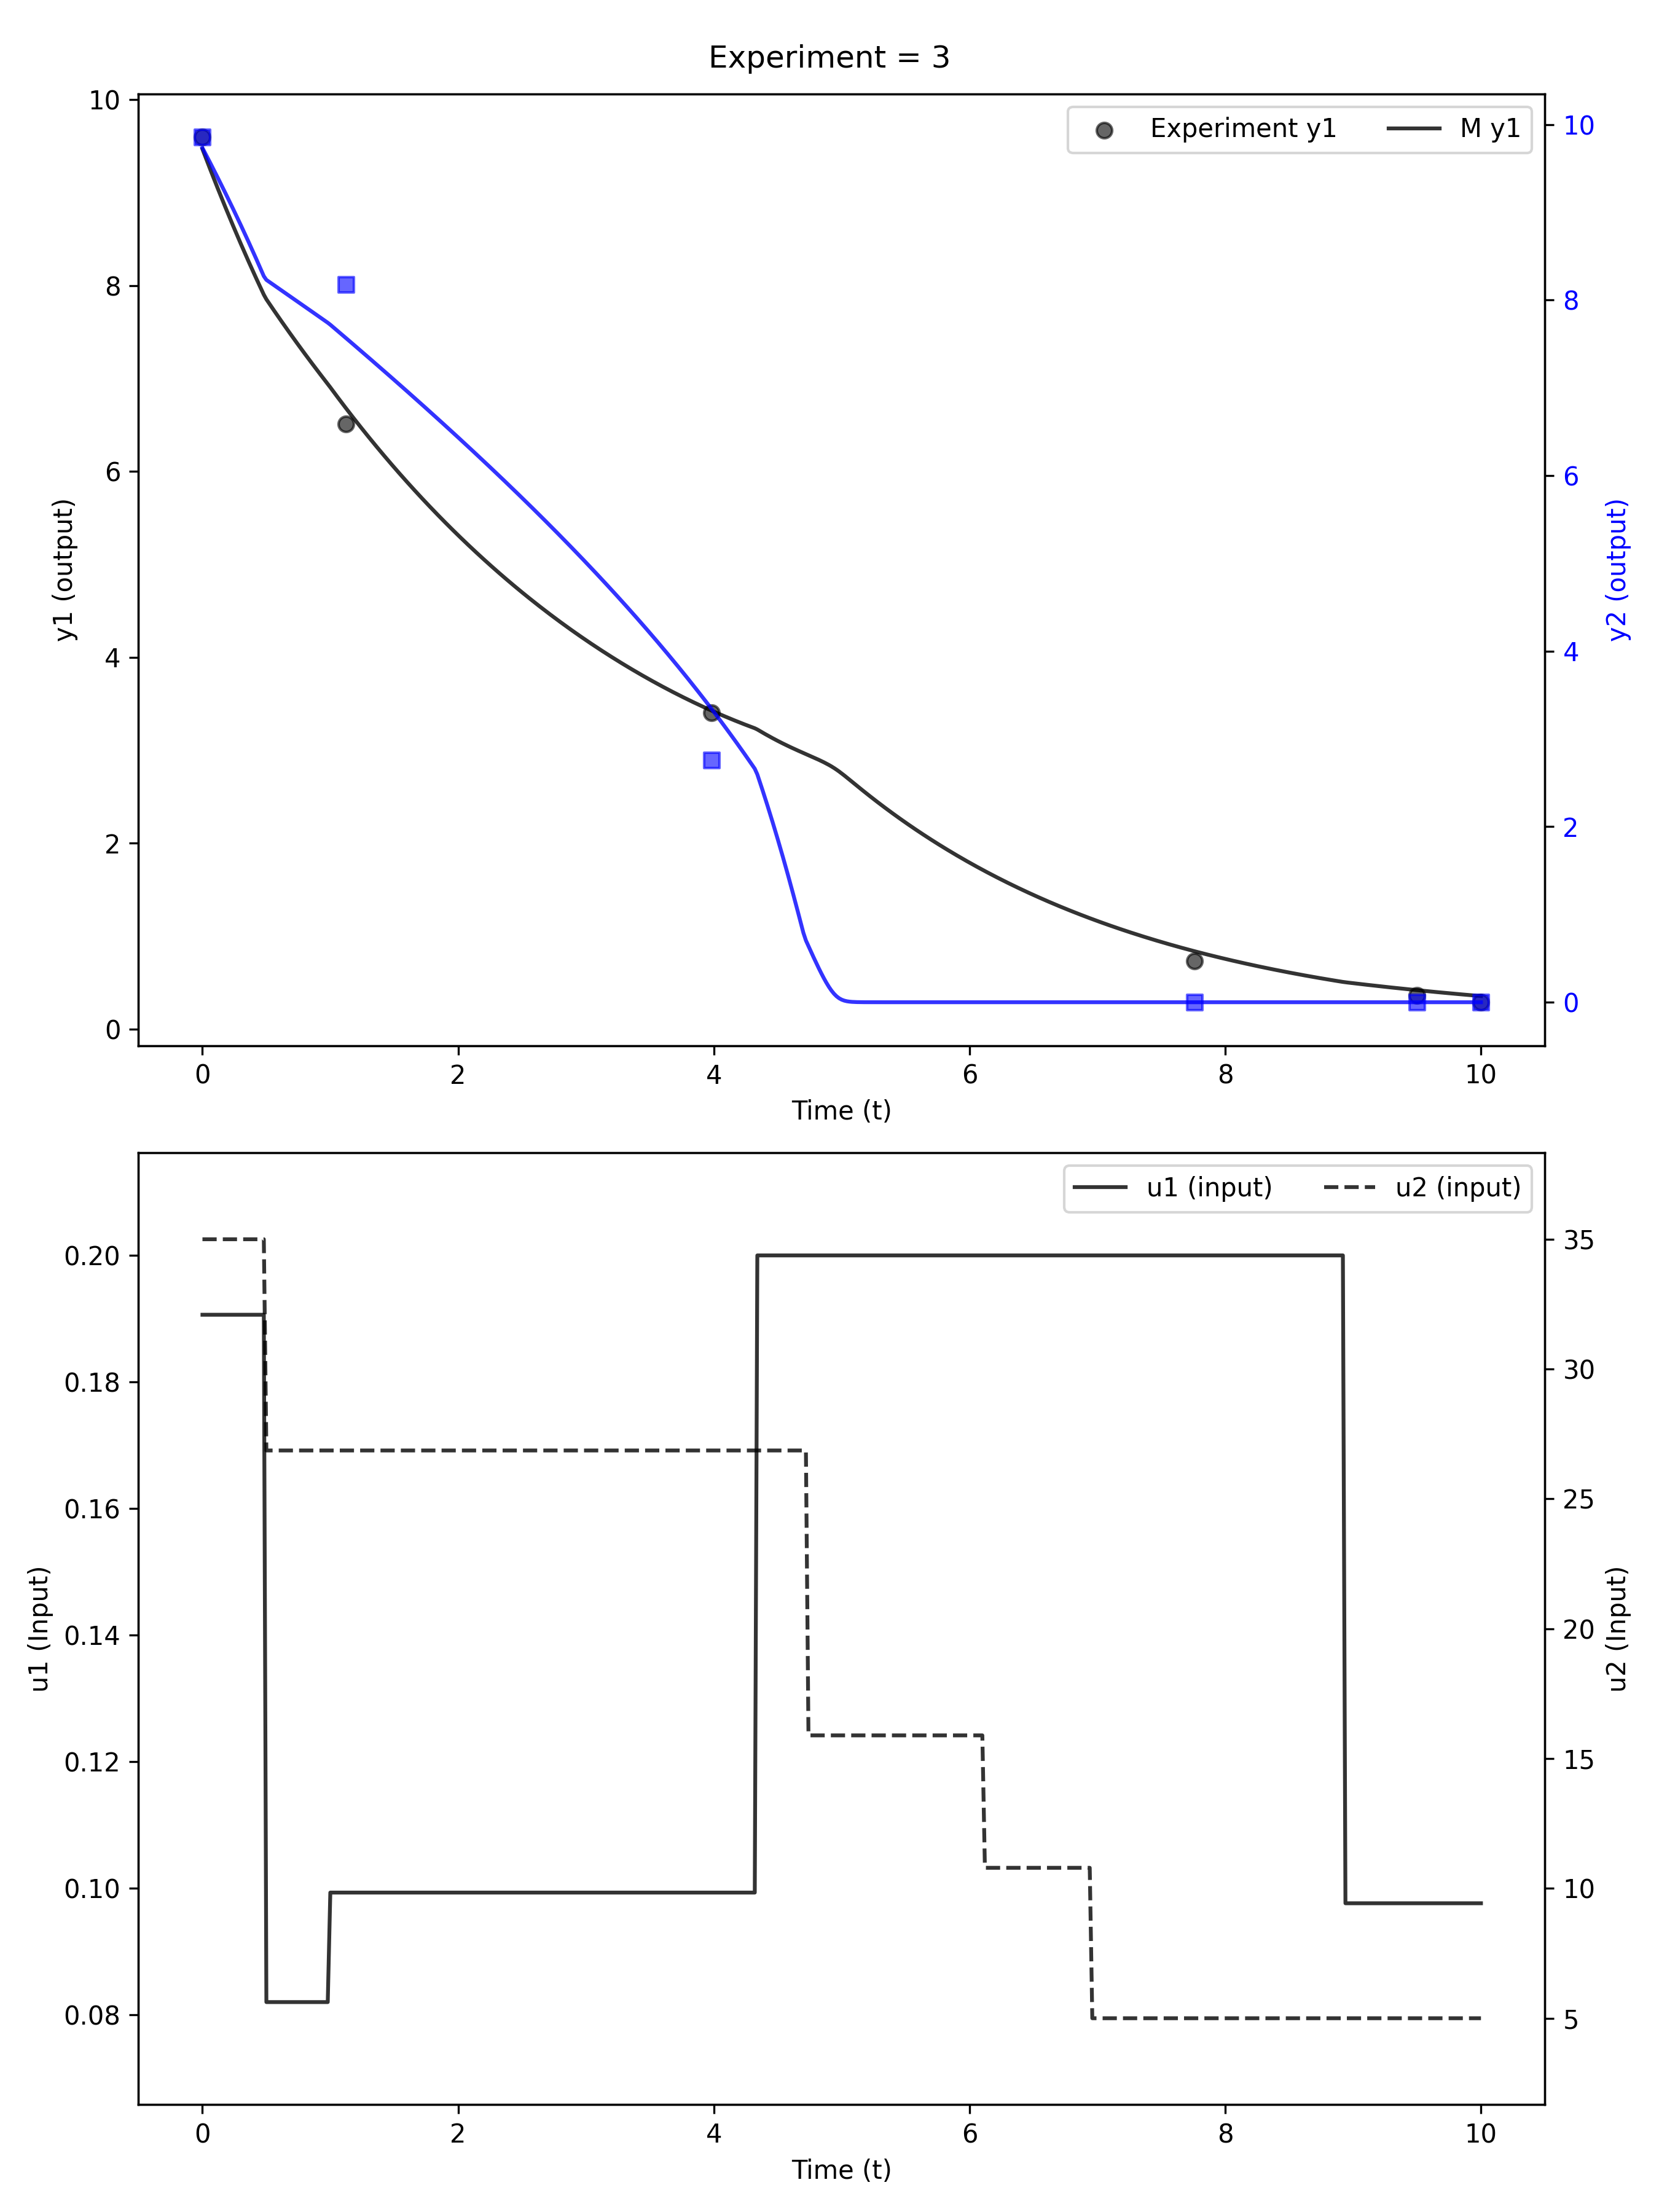 Experiment = 3
Experiment y1 M y1
10
8
6
4
2
0
y1 (output)
10
8
6
4
2
0
y2 (output)
0 2 4 6 8 10
Time (t)
u1 (input) u2 (input)
0.20
0.18
0.16
0.14
0.12
0.10
0.08
u1 (Input)
35
30
25
20
15
10
5
u2 (Input)
0 2 4 6 8 10
Time (t)